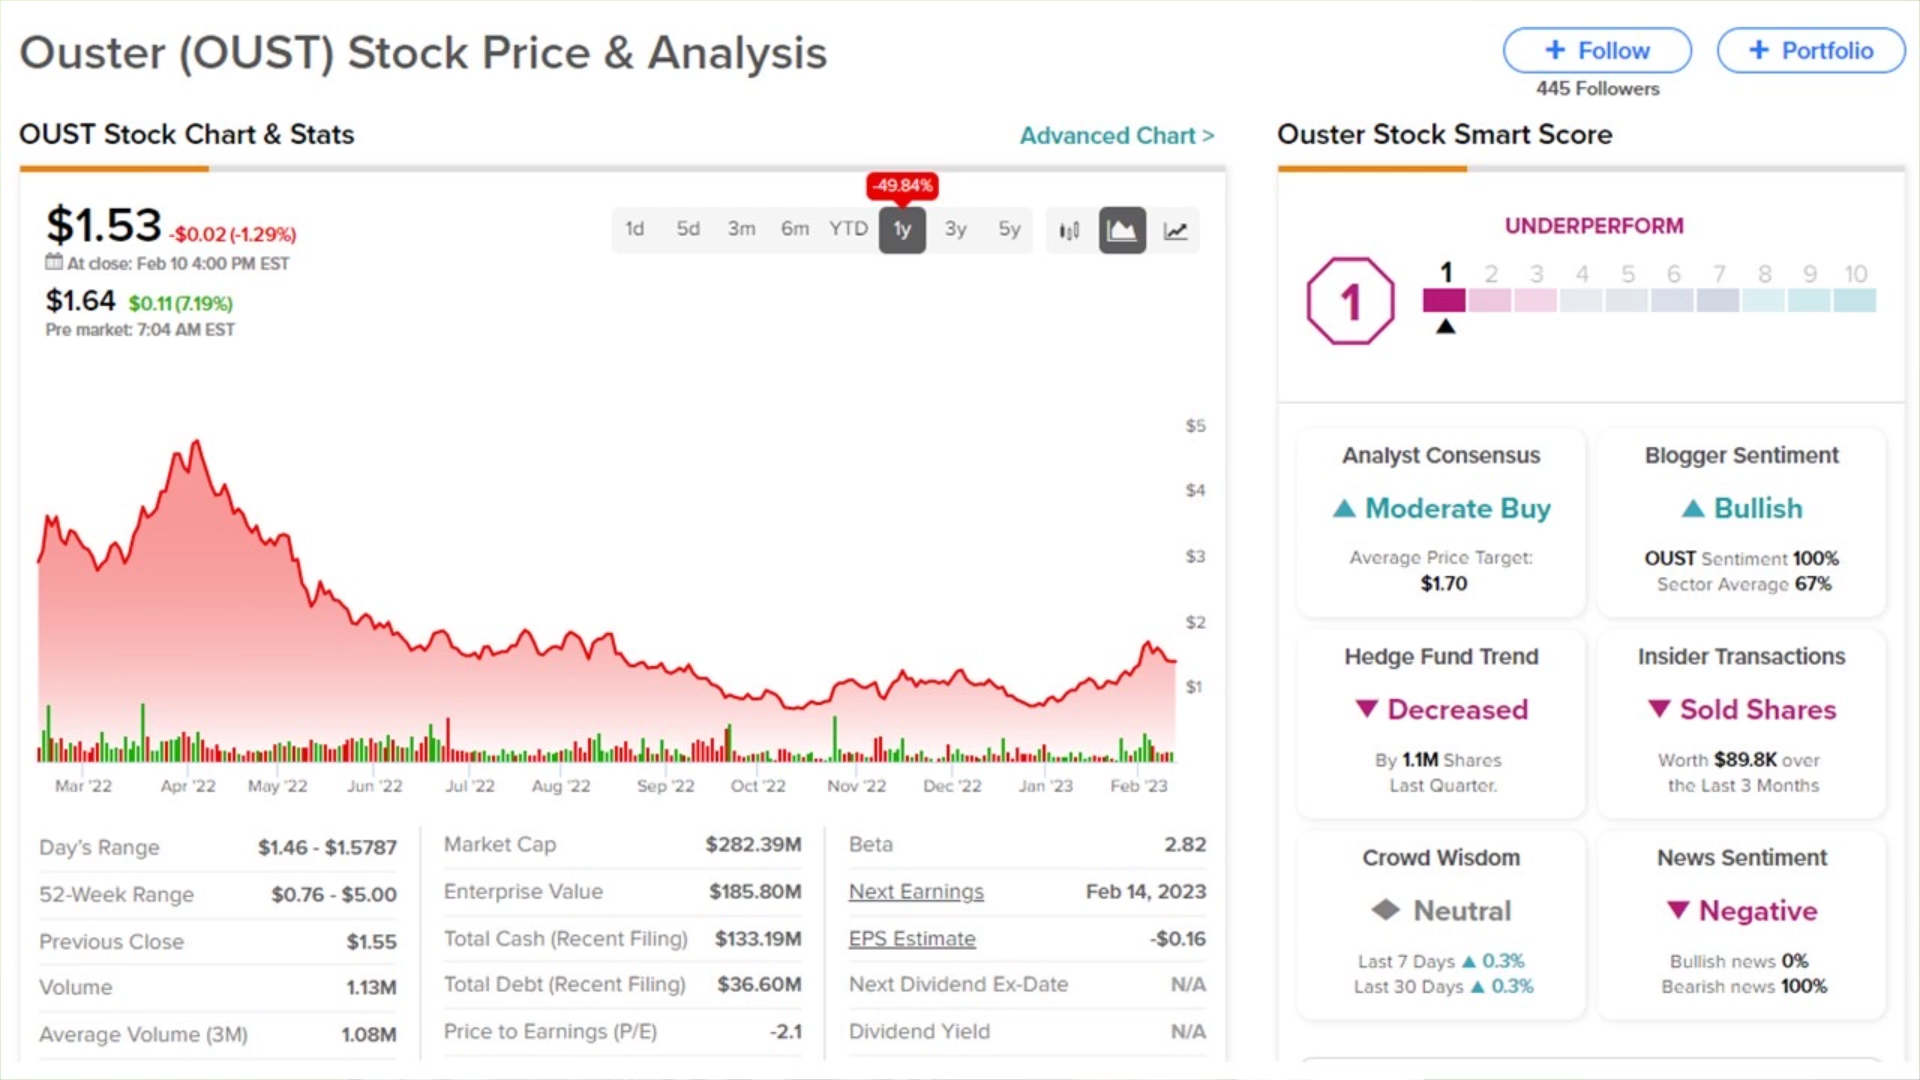 Ouster (OUST) Stock Price & Analysis
+ Follow
+ Portfolio
445 Followers
OUST Stock Chart & Stats
Advanced Chart >
Ouster Stock Smart Score
-49.84%
$1.53 -$0.02 (-1.29%)
At close: Feb 10 4:00 PM EST
$1.64 $0.11 (7.19%)
Pre market: 7:04 AM EST
1d 5d 3m 6m YTD 1y 3y 5y
UNDERPERFORM
1
1 2 3 4 5 6 7 8 9 10
$5
$4
$3
$2
$1
Mar '22 Apr '22 May '22 Jun '22 Jul '22 Aug '22 Sep '22 Oct '22 Nov '22 Dec '22 Jan '23 Feb '23
Day's Range $1.46 - $1.5787
52-Week Range $0.76 - $5.00
Previous Close $1.55
Volume 1.13M
Average Volume (3M) 1.08M
Market Cap $282.39M
Enterprise Value $185.80M
Total Cash (Recent Filing) $133.19M
Total Debt (Recent Filing) $36.60M
Price to Earnings (P/E) -2.1
Beta 2.82
Next Earnings Feb 14, 2023
EPS Estimate -$0.16
Next Dividend Ex-Date N/A
Dividend Yield N/A
Analyst Consensus
▲ Moderate Buy
Average Price Target:
$1.70
Blogger Sentiment
▲ Bullish
OUST Sentiment 100%
Sector Average 67%
Hedge Fund Trend
▼ Decreased
By 1.1M Shares
Last Quarter.
Insider Transactions
▼ Sold Shares
Worth $89.8K over
the Last 3 Months
Crowd Wisdom
◆ Neutral
Last 7 Days ▲ 0.3%
Last 30 Days ▲ 0.3%
News Sentiment
▼ Negative
Bullish news 0%
Bearish news 100%